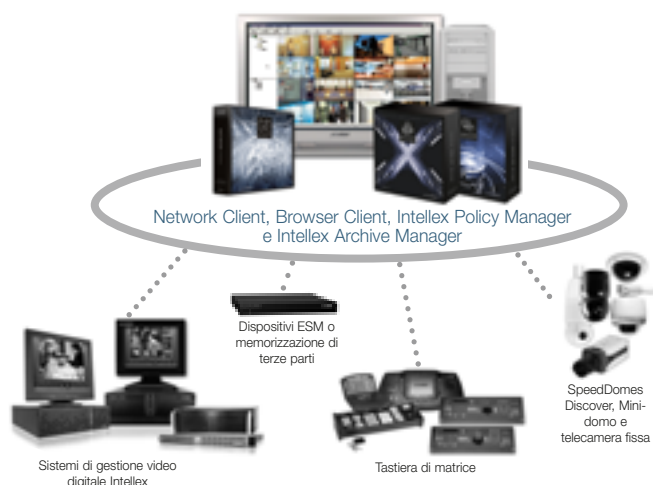 Network Client, Browser Client, Intellex Policy Manager
e Intellex Archive Manager
Dispositivi ESM o
memorizzazione di
terze parti
SpeedDomes
Discover, Mini-
domo e
telecamera fissa
Sistemi di gestione video
digitale Intellex
Tastiera di matrice